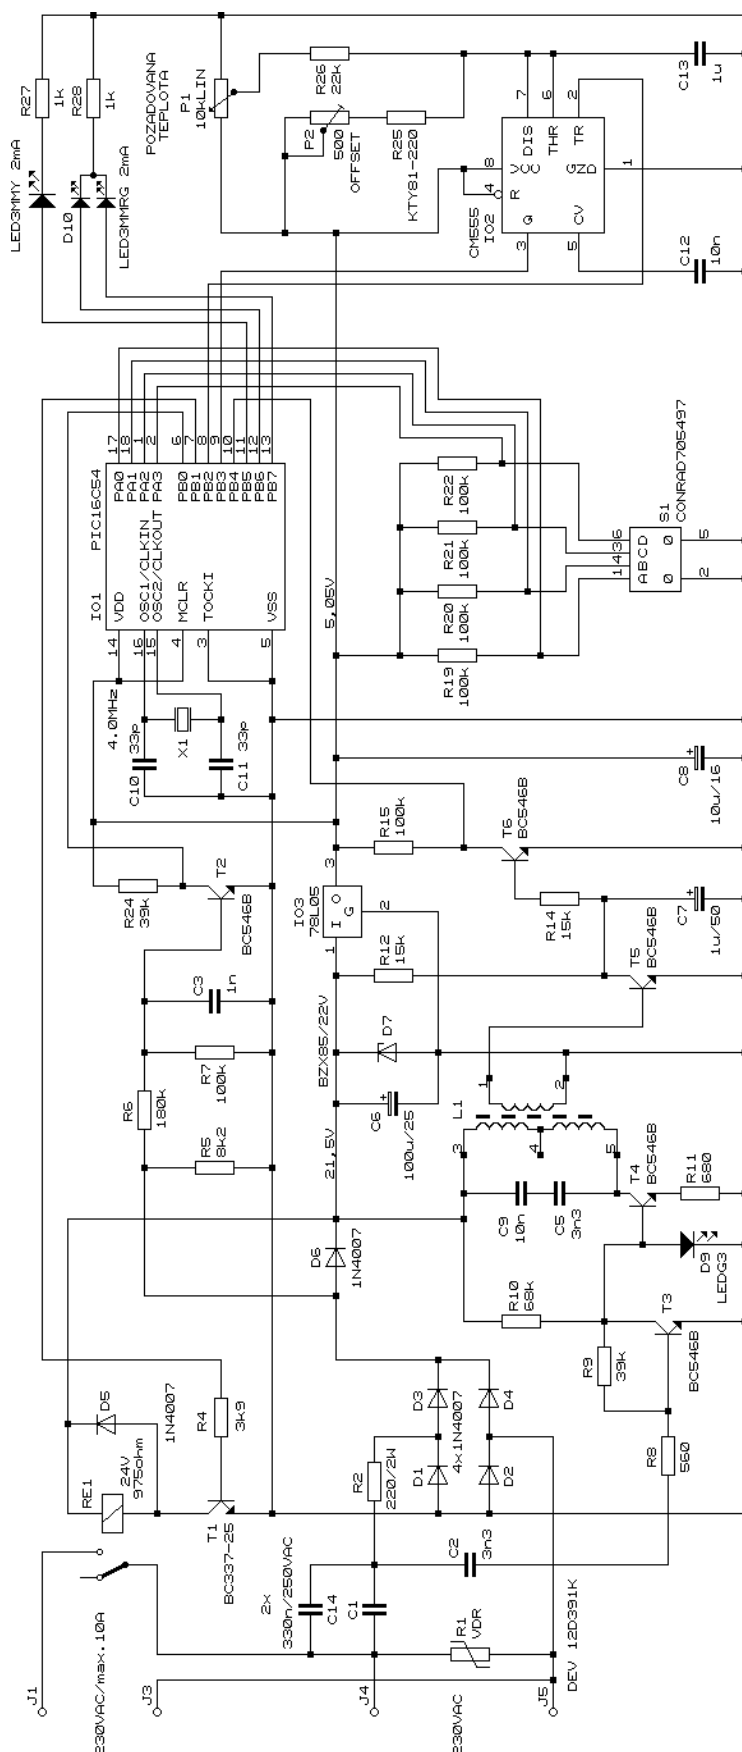 R27
1k
R28
1k
LED3MMY 2mA
D10
LED3MMRG 2mA
POZADOVANA
TEPLOTA
P1
10kLIN
R26
22k
P2
500
OFFSET
R25
KTY81-220
C13
1u
7
6
2
DIS
THR
TR
8
VCC
GND
1
4
R
Q
CV
CM555
IO2
3
5
C12
10n
17
18
1
2
6
7
8
9
10
11
12
13
PA0
PA1
PA2
PA3
PB0
PB1
PB2
PB3
PB4
PB5
PB6
PB7
PIC16C54
IO1
VDD
OSC1/CLKIN
OSC2/CLKOUT
MCLR
TOCKI
VSS
14
16
15
4
3
5
4.0MHz
X1
C10
33p
C11
33p
5,05V
R22
100k
R21
100k
R20
100k
R19
100k
S1
CONRAD705497
1436
ABCD
0
0
5
2
C8
10u/16
R15
100k
T6
BC546B
R24
39k
T2
BC546B
3
IO3
78L05
I
O
G
2
1
R14
15k
C7
1u/50
R12
15k
T5
BC546B
C3
1n
R7
100k
R6
180k
R5
8k2
BZX85/22V
D7
C6
100u/25
21,5V
L1
1
2
3
4
5
C9
10n
C5
3n3
T4
BC546B
R11
680
D6
1N4007
R10
68k
D9
LEDG3
T3
BC546B
R9
39k
R8
560
D5
1N4007
RE1
24V
975ohm
R4
3k9
T1
BC337-25
D3
D4
4x1N4007
D1
D2
R2
220/2W
C2
3n3
2x
330n/250VAC
C14
C1
R1
VDR
DEV 12D391K
J1
230VAC/max.10A
J3
J4
230VAC
J5